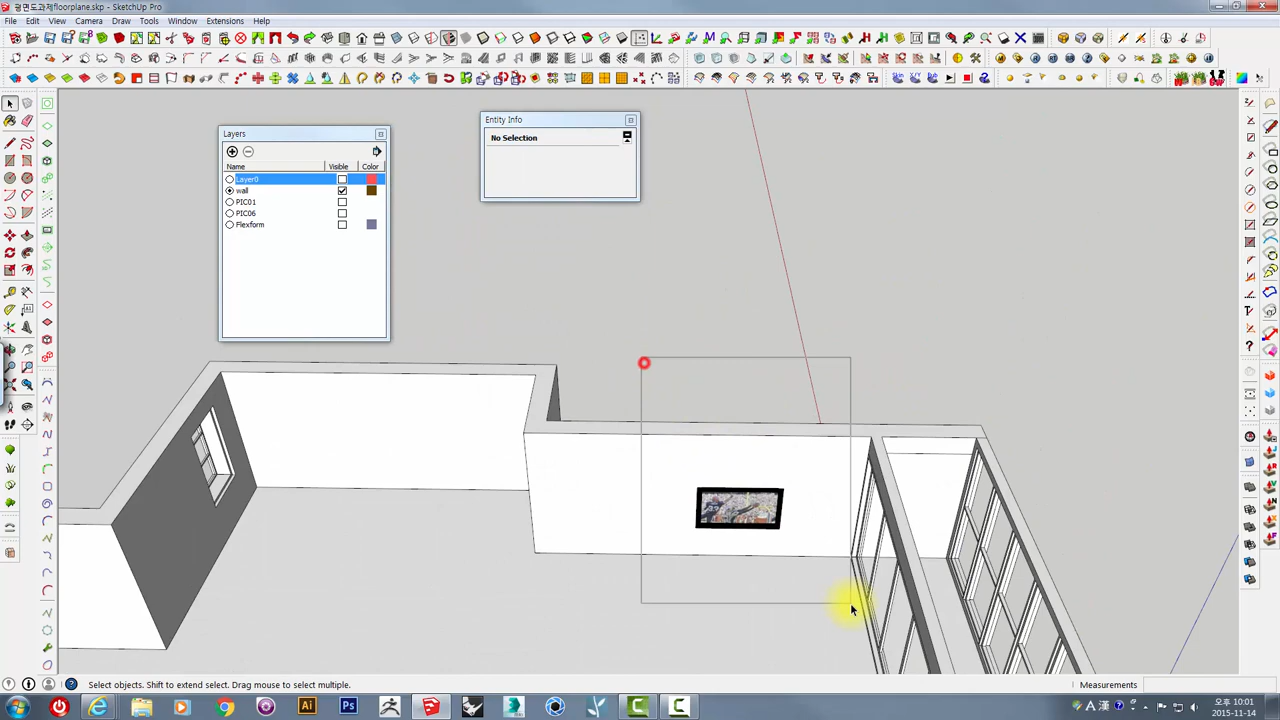 광면도과제floorplane.skp - SketchUp Pro
File Edit View Camera Draw Tools Window Extensions Help
Layers
Name Visible Color
Layer0
wall
PIC01
PIC06
Flexform
Entity Info
No Selection
Select objects. Shift to extend select. Drag mouse to select multiple.
Measurements
A 漢
오후 10:01
2015-11-14